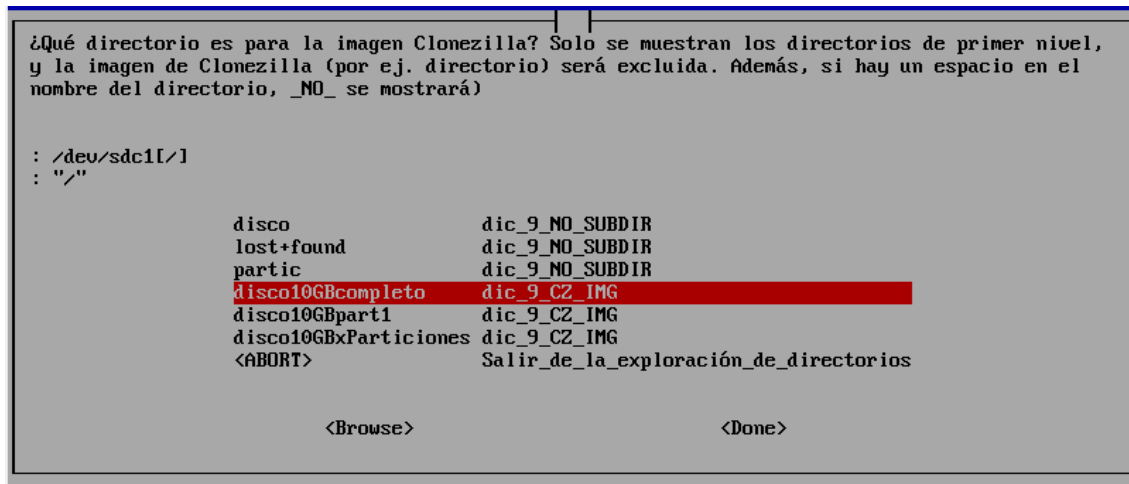 ¿Qué directorio es para la imagen Clonezilla? Solo se muestran los directorios de primer nivel,
y la imagen de Clonezilla (por ej. directorio) será excluida. Además, si hay un espacio en el
nombre del directorio, _NO_ se mostrará)
: /dev/sdc1[/]
: "/"
disco dic_9_NO_SUBDIR
lost+found dic_9_NO_SUBDIR
partic dic_9_NO_SUBDIR
disco10GBcompleto dic_9_CZ_IMG
disco10GBpart1 dic_9_CZ_IMG
disco10GBxParticiones dic_9_CZ_IMG
<ABORT> Salir_de_la_exploración_de_directorios
<Browse> <Done>